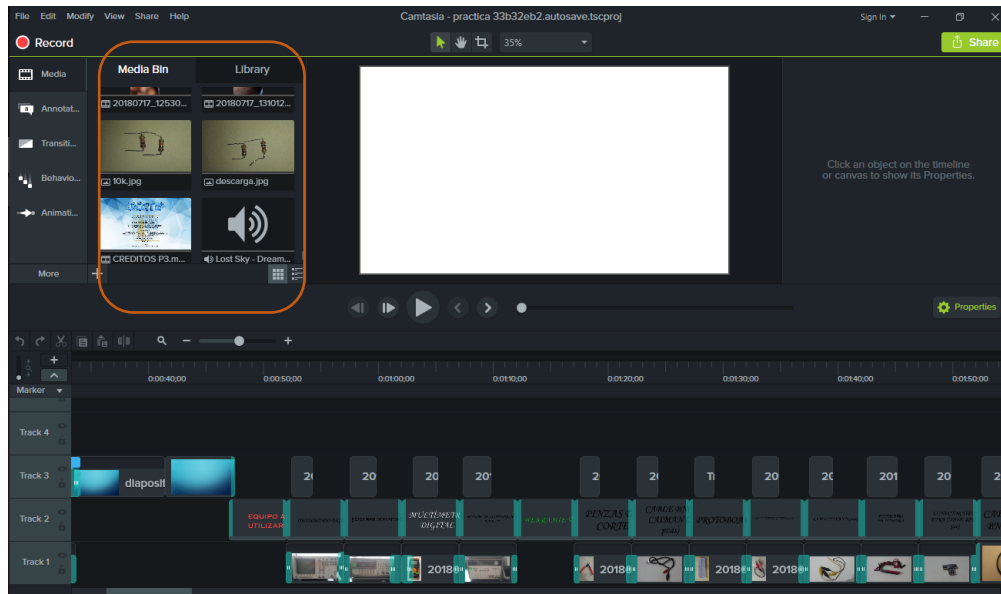 File Edit Modify View Share Help
Camtasia - practica 33b32eb2.autosave.tscproj
Sign In
Record
35%
Share
Media
Media Bin
Library
20180717_12530...
20180717_131012...
Annotat...
Transiti...
10k.jpg
descarga.jpg
Behavio...
Animati...
CREDITOS P3.m...
Lost Sky - Dream...
More
Click an object on the timeline
or canvas to show its Properties.
Properties
Marker
0:00:40;00 0:00:50;00 0:01:00;00 0:01:10;00 0:01:20;00 0:01:30;00 0:01:40;00 0:01:50;00
Track 4
Track 3
diaposit
20 20 20 20 2 20 T 20 20 201 20 2
Track 2
EQUIPO A
UTILIZAR
MULTIMETR
DIGITAL
PINZAS
CORTE
CAIMAN
PROTOBOA
Track 1
2018 2018 2018 2018